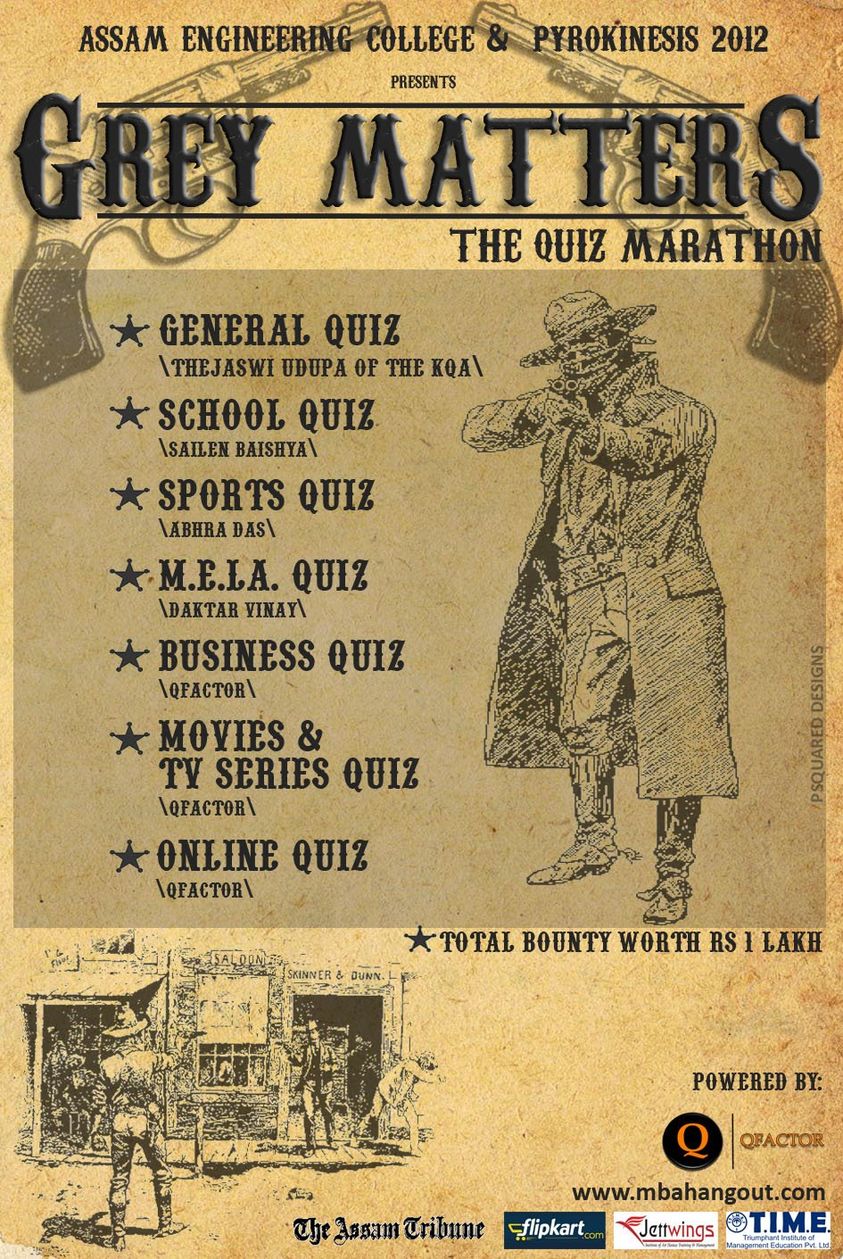 ASSAM ENGINEERING COLLEGE & PYROKINESIS 2012
PRESENTS
GREY MATTERS
THE QUIZ MARATHON
GENERAL QUIZ
\THEJASWI UDUPA OF THE KQA\
SCHOOL QUIZ
\SAILEN BAISHYA\
SPORTS QUIZ
\ABHRA DAS\
M.E.L.A. QUIZ
\DAKTAR VINAY\
BUSINESS QUIZ
\QFACTOR\
MOVIES &
TV SERIES QUIZ
\QFACTOR\
ONLINE QUIZ
\QFACTOR\
PSQUARED DESIGNS
TOTAL BOUNTY WORTH RS 1 LAKH
SALOON
SKINNER & DUNN.
POWERED BY:
Q QFACTOR
www.mbahangout.com
The Assam Tribune
flipkart.com
Jettwings
T.I.M.E.
Triumphant Institute of
Management Education Pvt. Ltd.